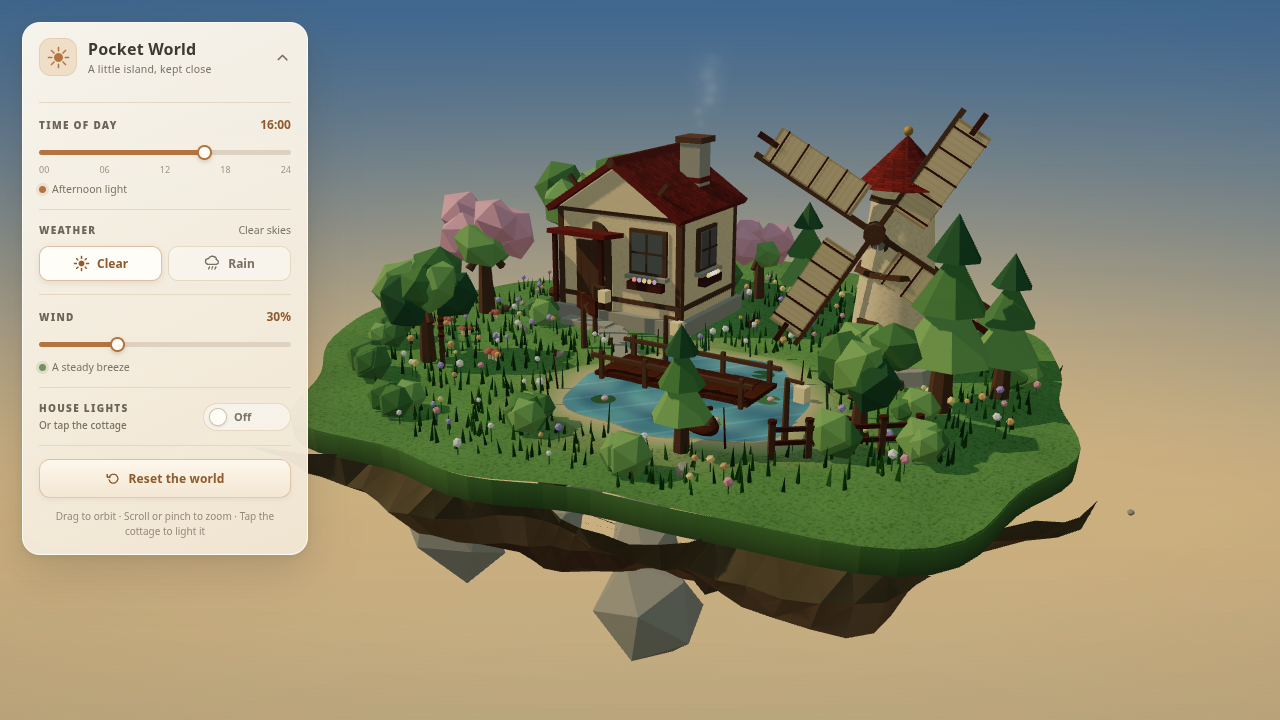 Pocket World
A little island, kept close
TIME OF DAY 16:00
00 06 12 18 24
Afternoon light
WEATHER Clear skies
Clear Rain
WIND 30%
A steady breeze
HOUSE LIGHTS
Or tap the cottage
Off
Reset the world
Drag to orbit · Scroll or pinch to zoom · Tap the
cottage to light it